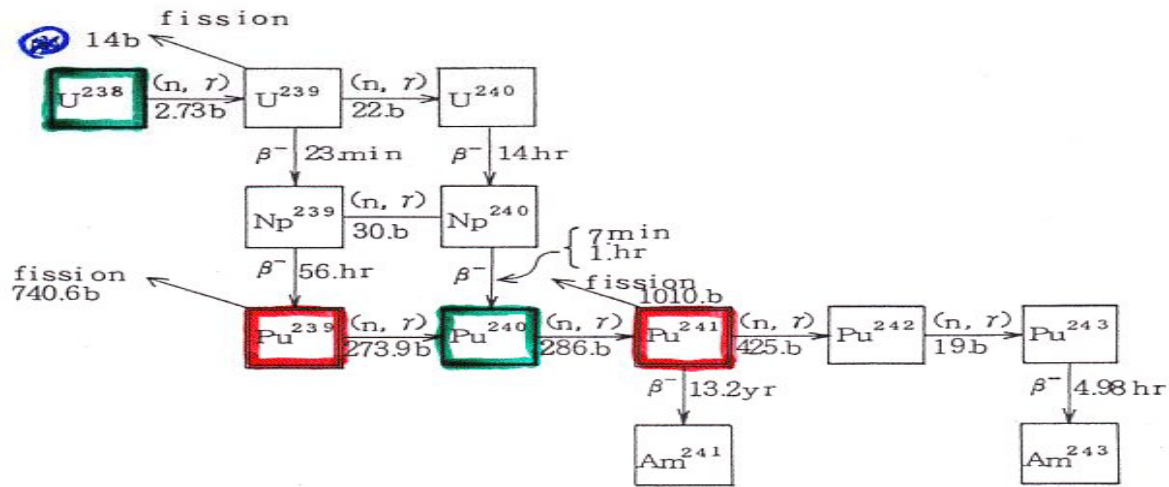 fission
14b
U²³⁸ (n, γ) U²³⁹ (n, γ) U²⁴⁰
2.73b 22.b
β⁻ 23min β⁻ 14hr
Np²³⁹ (n, γ) Np²⁴⁰
30.b
7min
1.hr
β⁻ 56.hr β⁻
fission
740.6b
fission
1010.b
Pu²³⁹ (n, γ) Pu²⁴⁰ (n, γ) Pu²⁴¹ (n, γ) Pu²⁴² (n, γ) Pu²⁴³
273.9b 286.b 425.b 19.b
β⁻ 13.2yr β⁻ 4.98hr
Am²⁴¹ Am²⁴³